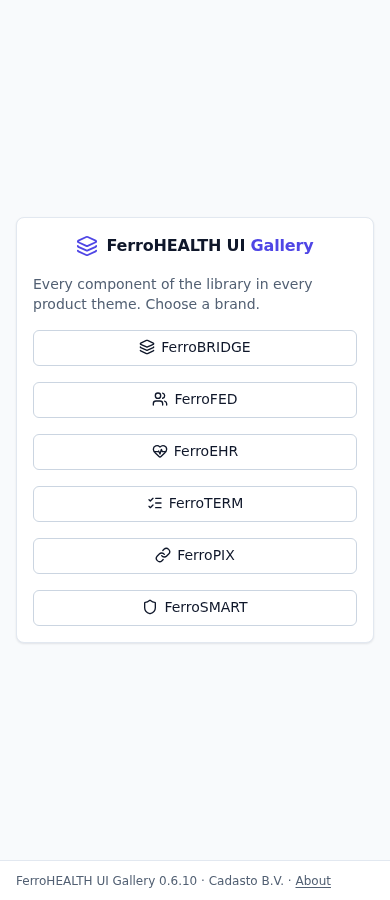 FerroHEALTH UI Gallery
Every component of the library in every
product theme. Choose a brand.
FerroBRIDGE
FerroFED
FerroEHR
FerroTERM
FerroPIX
FerroSMART
FerroHEALTH UI Gallery 0.6.10 · Cadasto B.V. · About